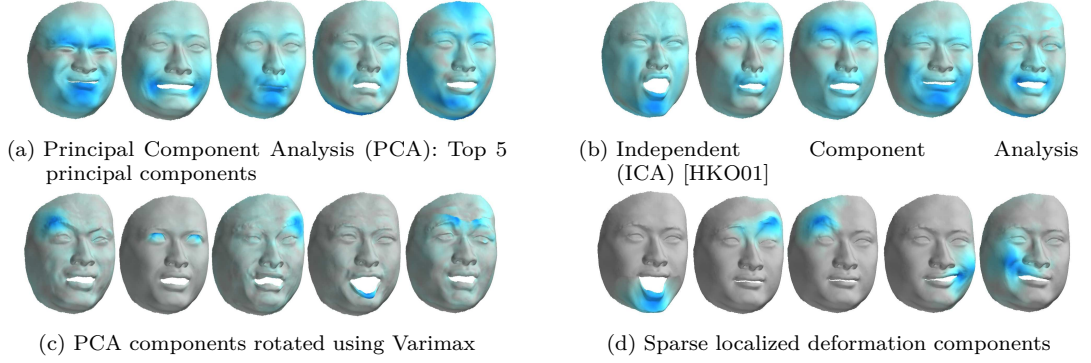 (a) Principal Component Analysis (PCA): Top 5
principal components
(b) Independent Component Analysis
(ICA) [HKO01]
(c) PCA components rotated using Varimax
(d) Sparse localized deformation components